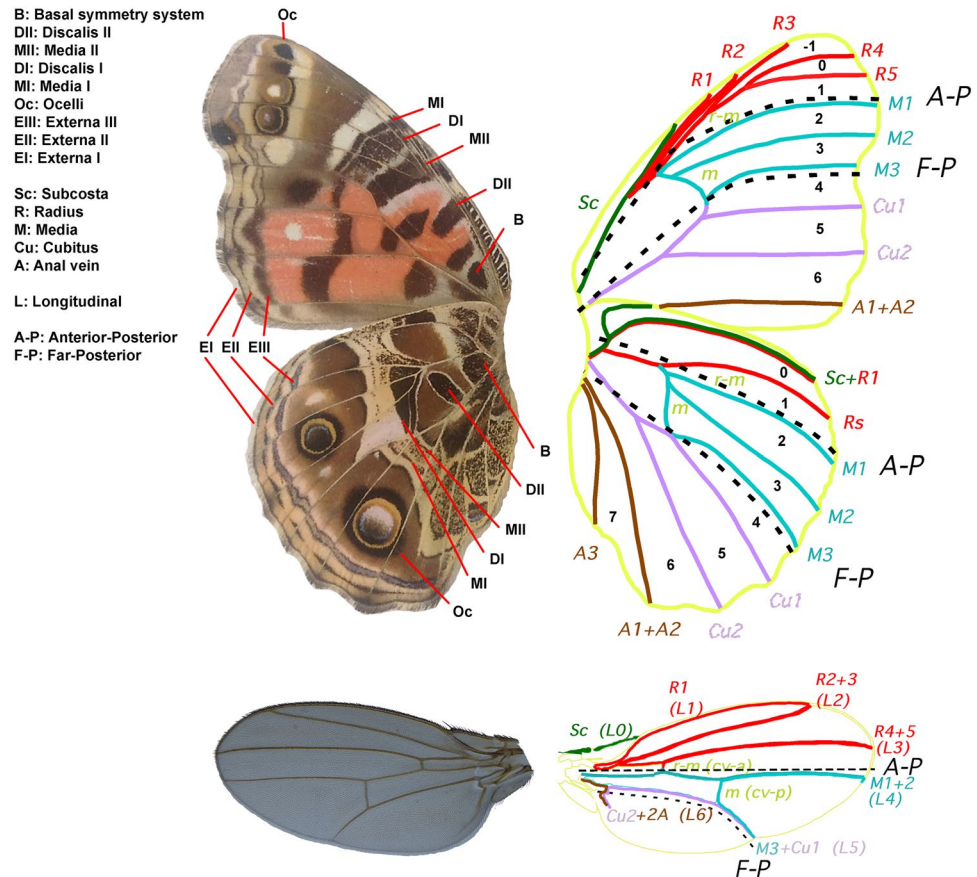 B: Basal symmetry system
DII: Discalis II
MII: Media II
DI: Discalis I
MI: Media I
Oc: Ocelli
EIII: Externa III
EII: Externa II
EI: Externa I
Sc: Subcosta
R: Radius
M: Media
Cu: Cubitus
A: Anal vein
L: Longitudinal
A-P: Anterior-Posterior
F-P: Far-Posterior
Oc
MI
DI
MII
DII
B
EI EII EIII
B
DII
MII
DI
MI
Oc
R3
R2
R1
-1
R4
0
R5
1
A-P
r-m
M1
2
M2
3
m
F-P
M3
4
Sc
Cu1
5
Cu2
6
A1+A2
0
Sc+R1
r-m
1
Rs
m
2
M1
A-P
3
M2
4
M3
F-P
7
A3
6
5
Cu1
A1+A2
Cu2
R1
(L1)
R2+3
(L2)
Sc (L0)
R4+5
(L3)
r-m (cv-a)
A-P
m (cv-p)
M1+2
(L4)
Cu2+2A (L6)
M3+Cu1 (L5)
F-P